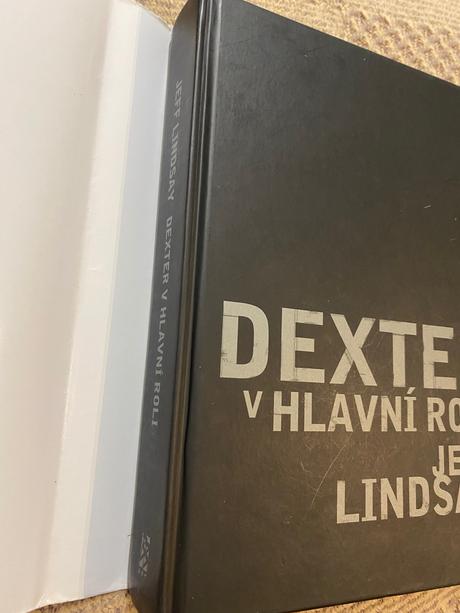 JEFF LINDSAY DEXTER V HLAVNÍ ROLI
DEXTE
V HLAVNÍ RO
JE
LINDSA